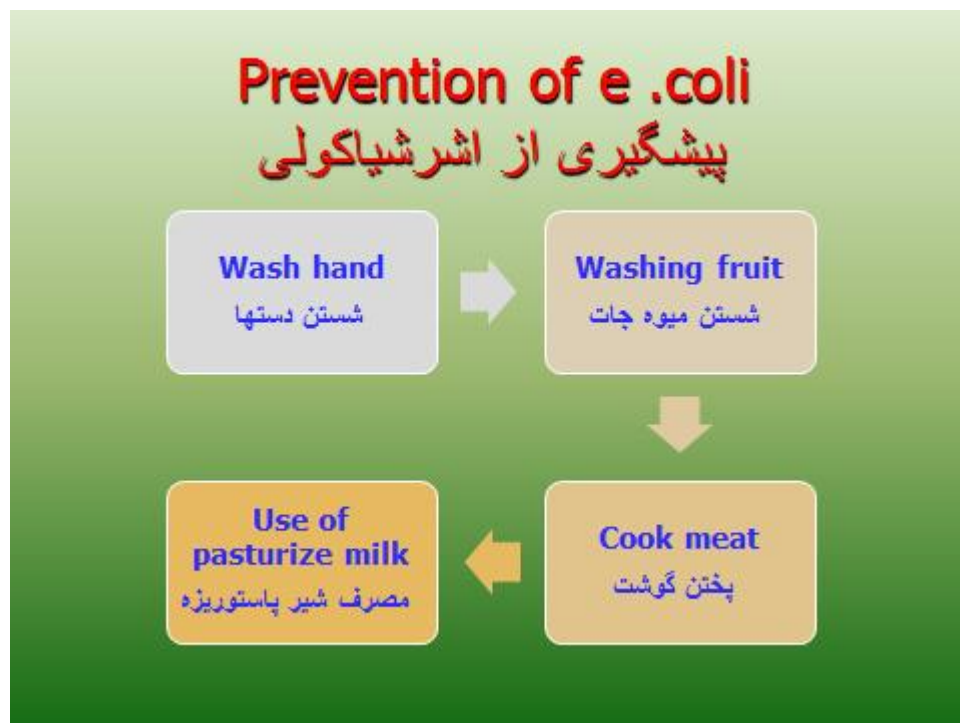 Prevention of e .coli
پیشگیری از اشرشیاکولی
Wash hand
شستن دستها
Washing fruit
شستن میوه جات
Cook meat
پختن گوشت
Use of
pasturize milk
مصرف شیر پاستوریزه